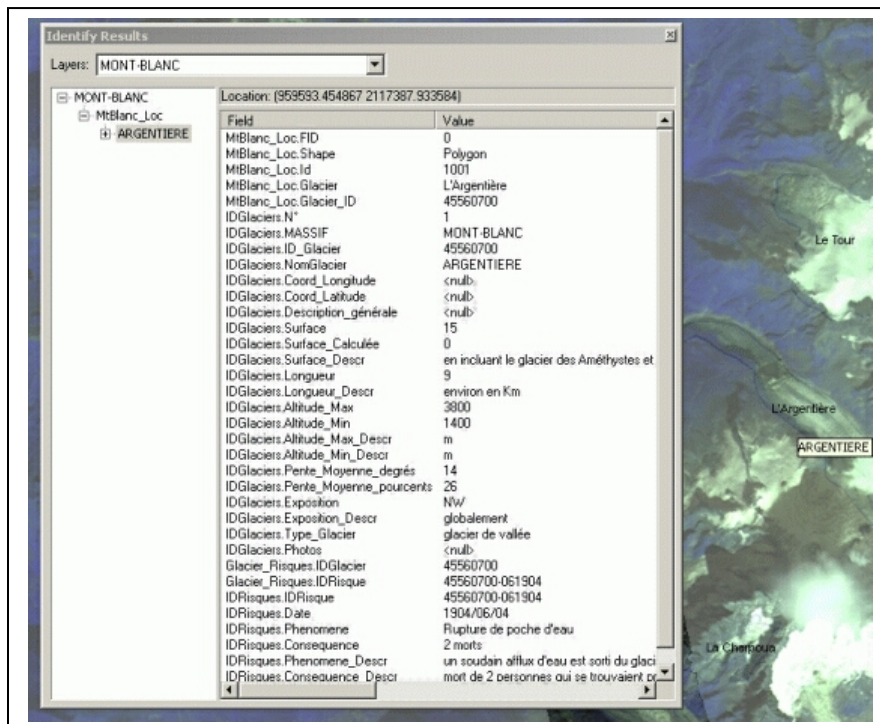 Identify Results
Layers: MONT-BLANC
MONT-BLANC
MtBlanc_Loc
ARGENTIERE
Location: (959593.454867 2117387.933584)
Field Value
MtBlanc_Loc.FID 0
MtBlanc_Loc.Shape Polygon
MtBlanc_Loc.Id 1001
MtBlanc_Loc.Glacier L'Argentière
MtBlanc_Loc.Glacier_ID 45560700
IDGlaciers.N° 1
IDGlaciers.MASSIF MONT-BLANC
IDGlaciers.ID_Glacier 45560700
IDGlaciers.NomGlacier ARGENTIERE
IDGlaciers.Coord_Longitude <null>
IDGlaciers.Coord_Latitude <null>
IDGlaciers.Description_générale <null>
IDGlaciers.Surface 15
IDGlaciers.Surface_Calculée 0
IDGlaciers.Surface_Descr en incluant le glacier des Améthystes et
IDGlaciers.Longueur 9
IDGlaciers.Longueur_Descr environ en Km
IDGlaciers.Altitude_Max 3800
IDGlaciers.Altitude_Min 1400
IDGlaciers.Altitude_Max_Descr m
IDGlaciers.Altitude_Min_Descr m
IDGlaciers.Pente_Moyenne_degrés 14
IDGlaciers.Pente_Moyenne_pourcents 26
IDGlaciers.Exposition NW
IDGlaciers.Exposition_Descr globalement
IDGlaciers.Type_Glacier glacier de vallée
IDGlaciers.Photos <null>
Glacier_Risques.IDGlacier 45560700
Glacier_Risques.IDRisque 45560700-061904
IDRisques.IDRisque 45560700-061904
IDRisques.Date 1904/06/04
IDRisques.Phenomene Rupture de poche d'eau
IDRisques.Consequence 2 morts
IDRisques.Phenomene_Descr un soudain afflux d'eau est sorti du glaci
IDRisques.Consequence_Descr mort de 2 personnes qui se trouvaient pr
Le Tour
L'Argentière
ARGENTIERE
La Charpoua